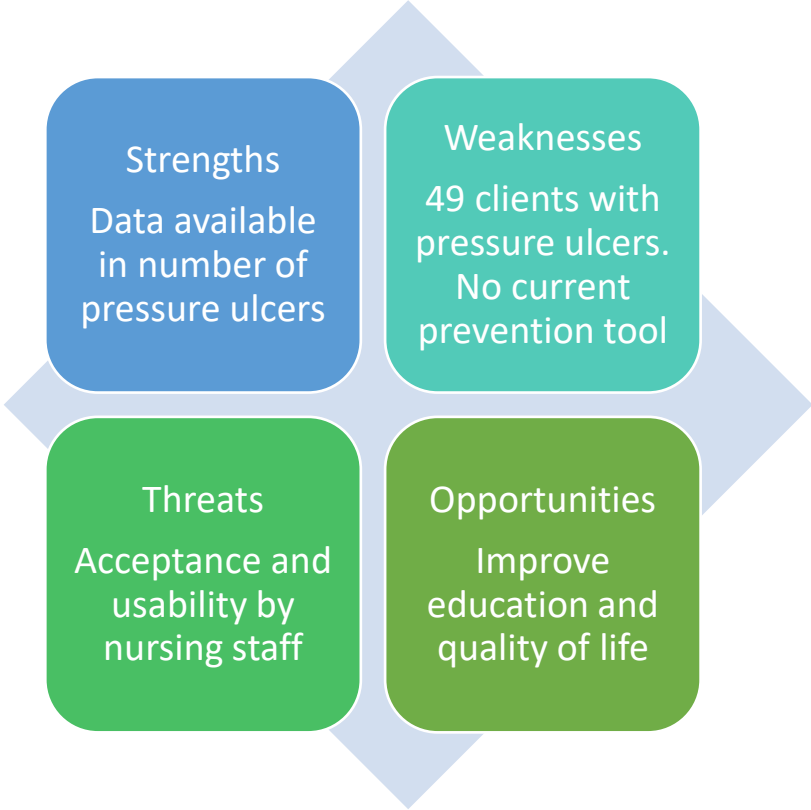 Strengths
Data available
in number of
pressure ulcers
Weaknesses
49 clients with
pressure ulcers.
No current
prevention tool
Threats
Acceptance and
usability by
nursing staff
Opportunities
Improve
education and
quality of life